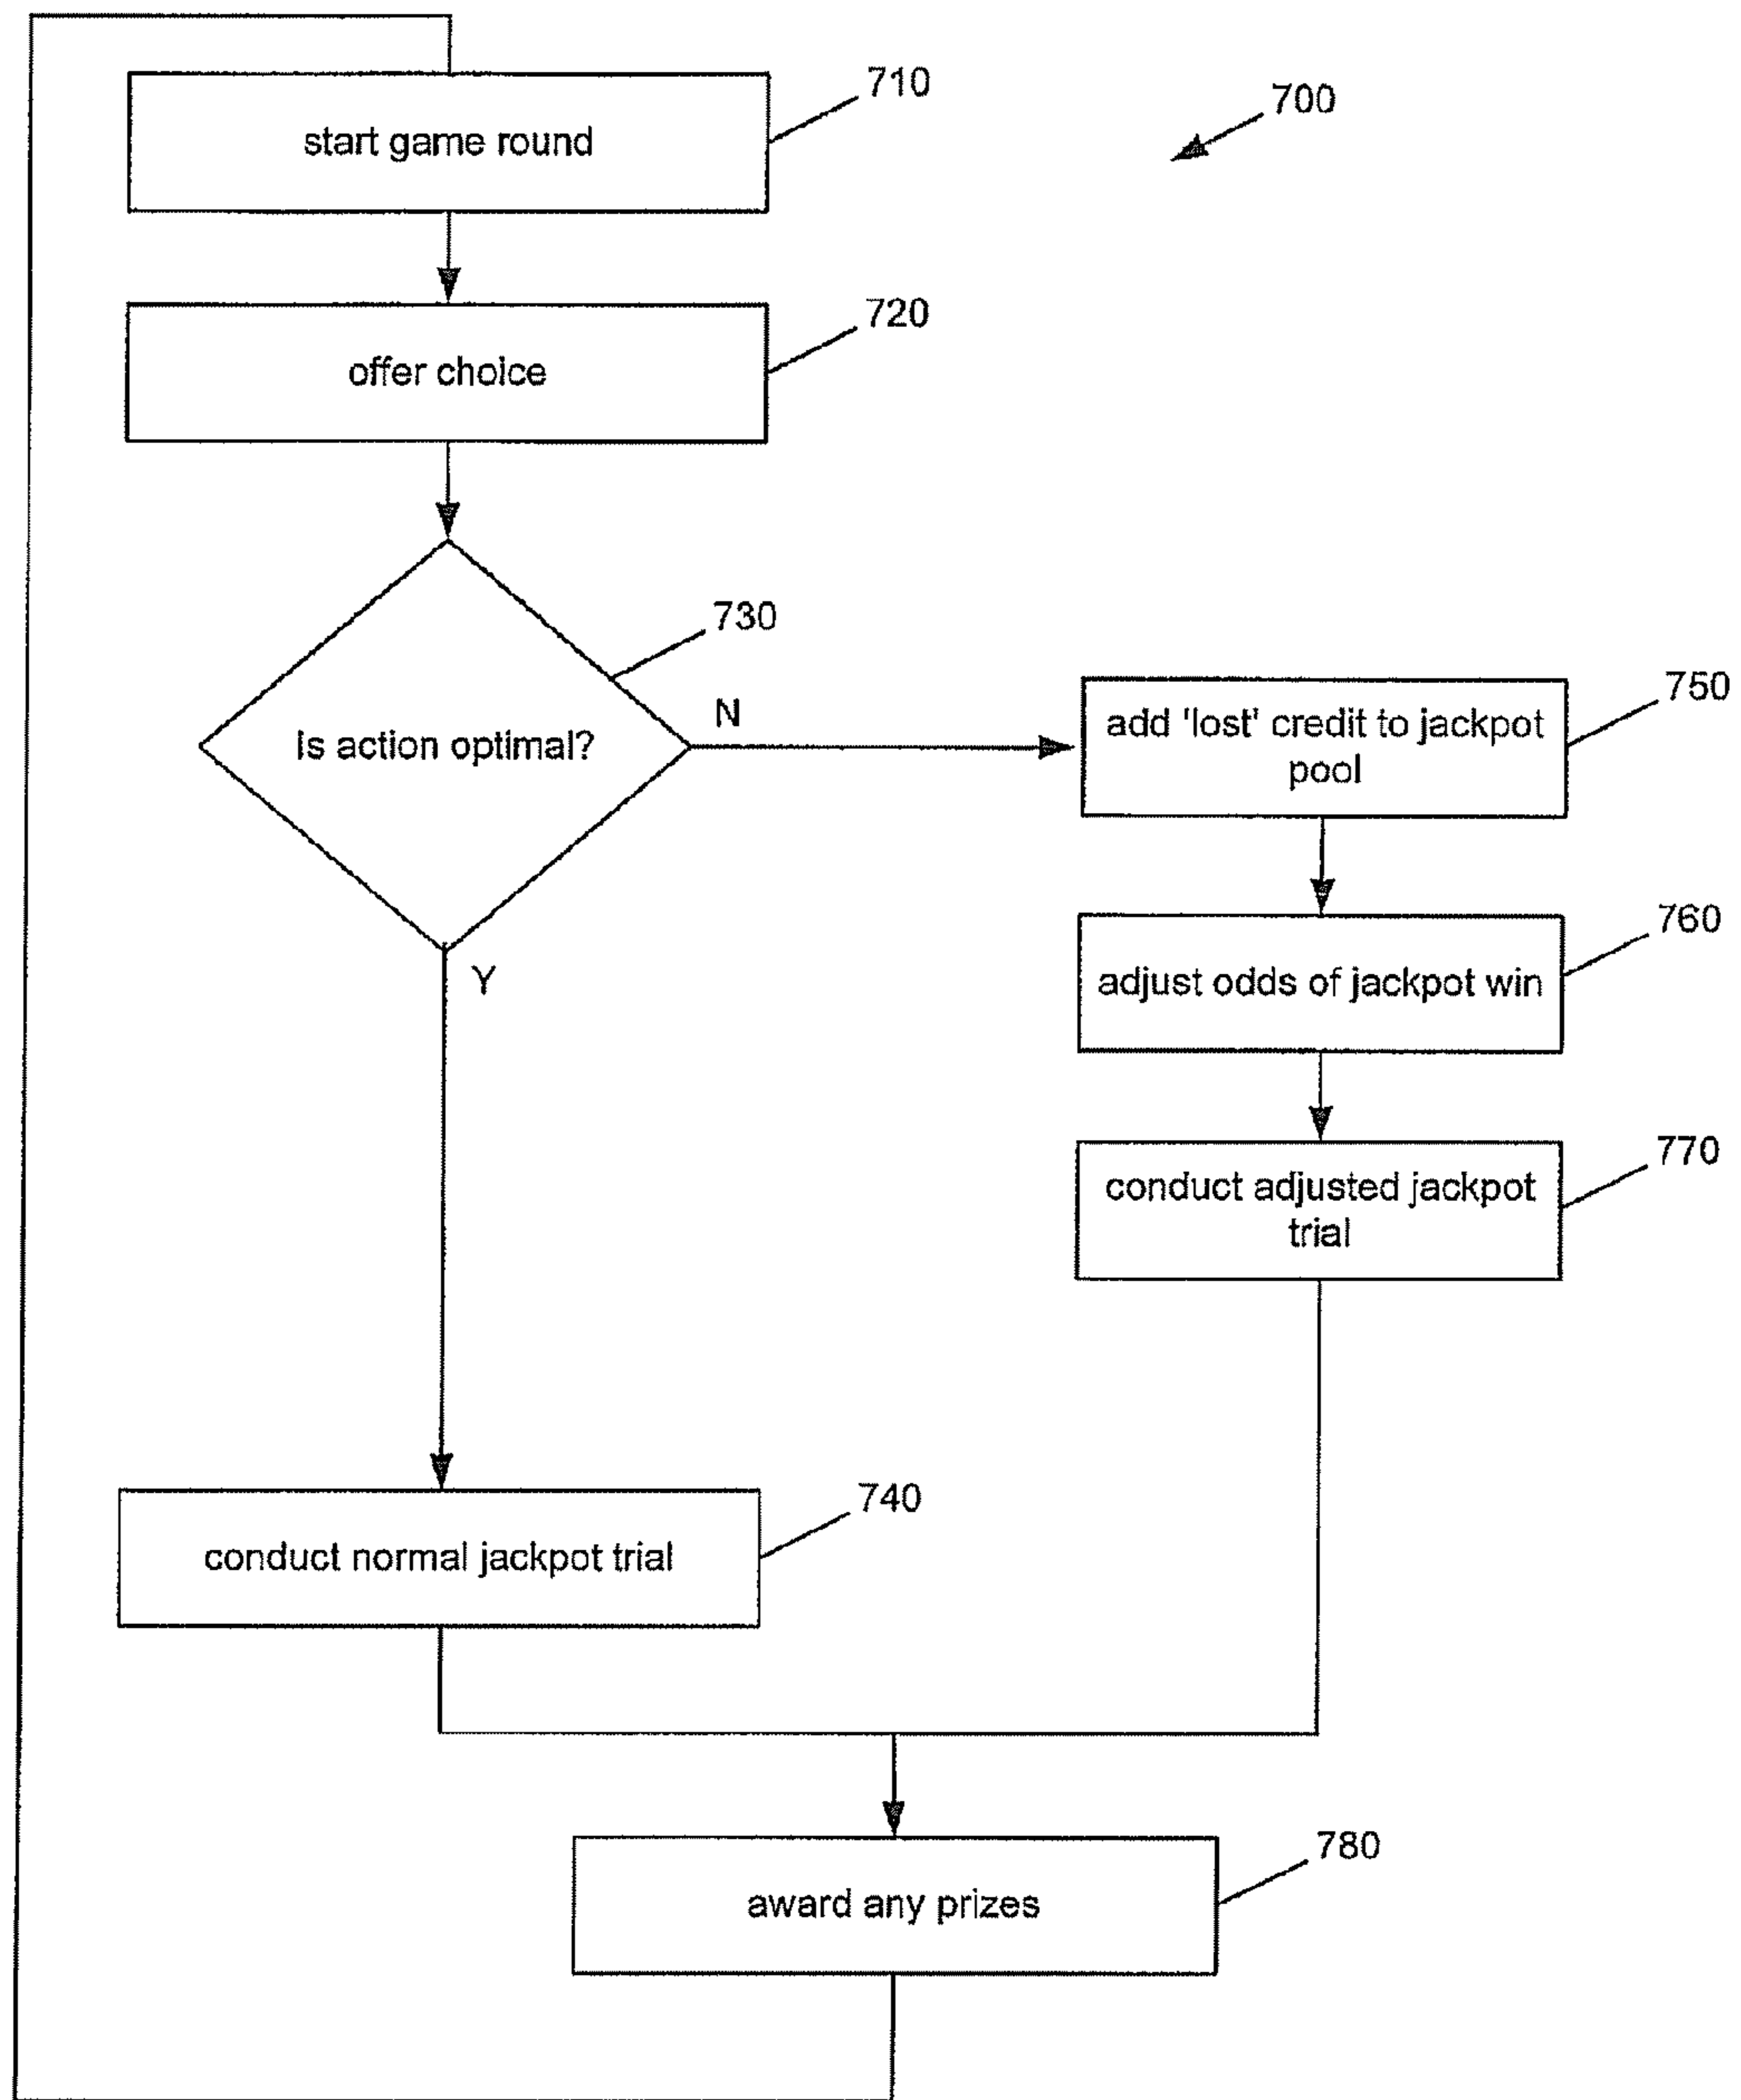 710
700
start game round
720
offer choice
730
N
Is action optimal?
750
add 'lost' credit to jackpot
pool
760
adjust odds of jackpot win
Y
770
conduct adjusted jackpot
trial
740
conduct normal jackpot trial
780
award any prizes